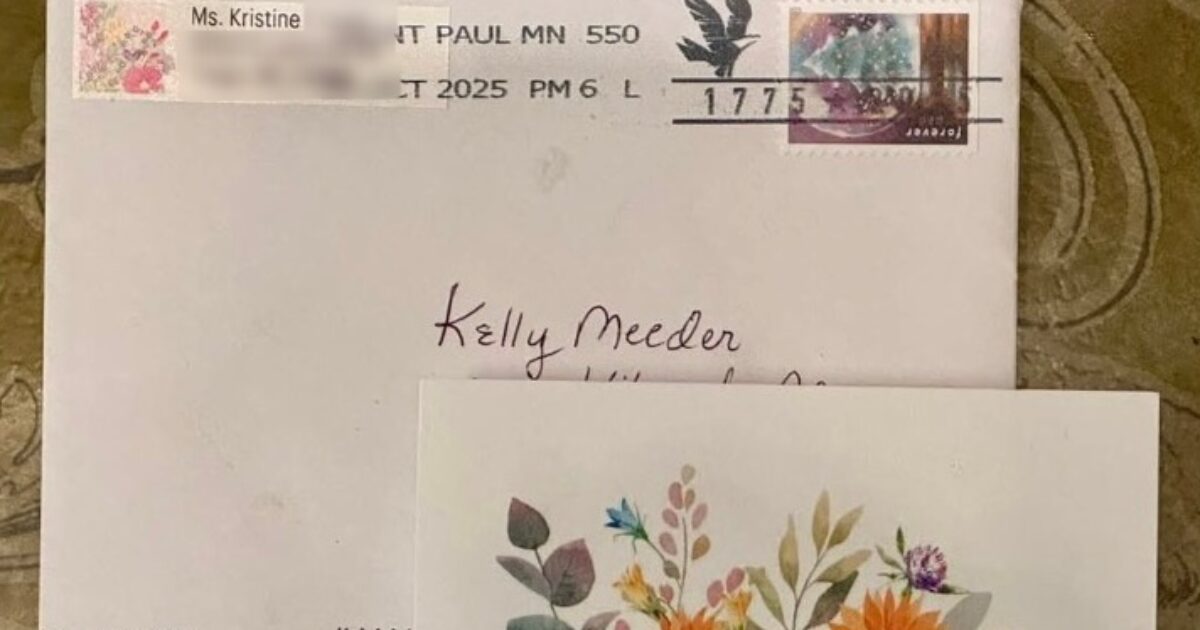 Ms. Kristine
NT PAUL MN 550
CT 2025 PM 6 L
1775
forever
Kelly Meeder